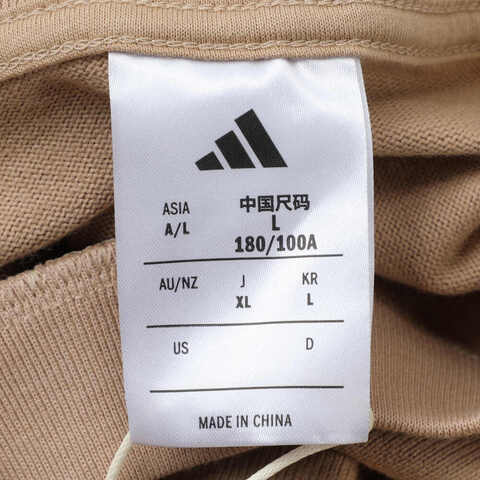 ASIA
A/L
中国尺码
L
180/100A
AU/NZ J KR
XL L
US D
MADE IN CHINA